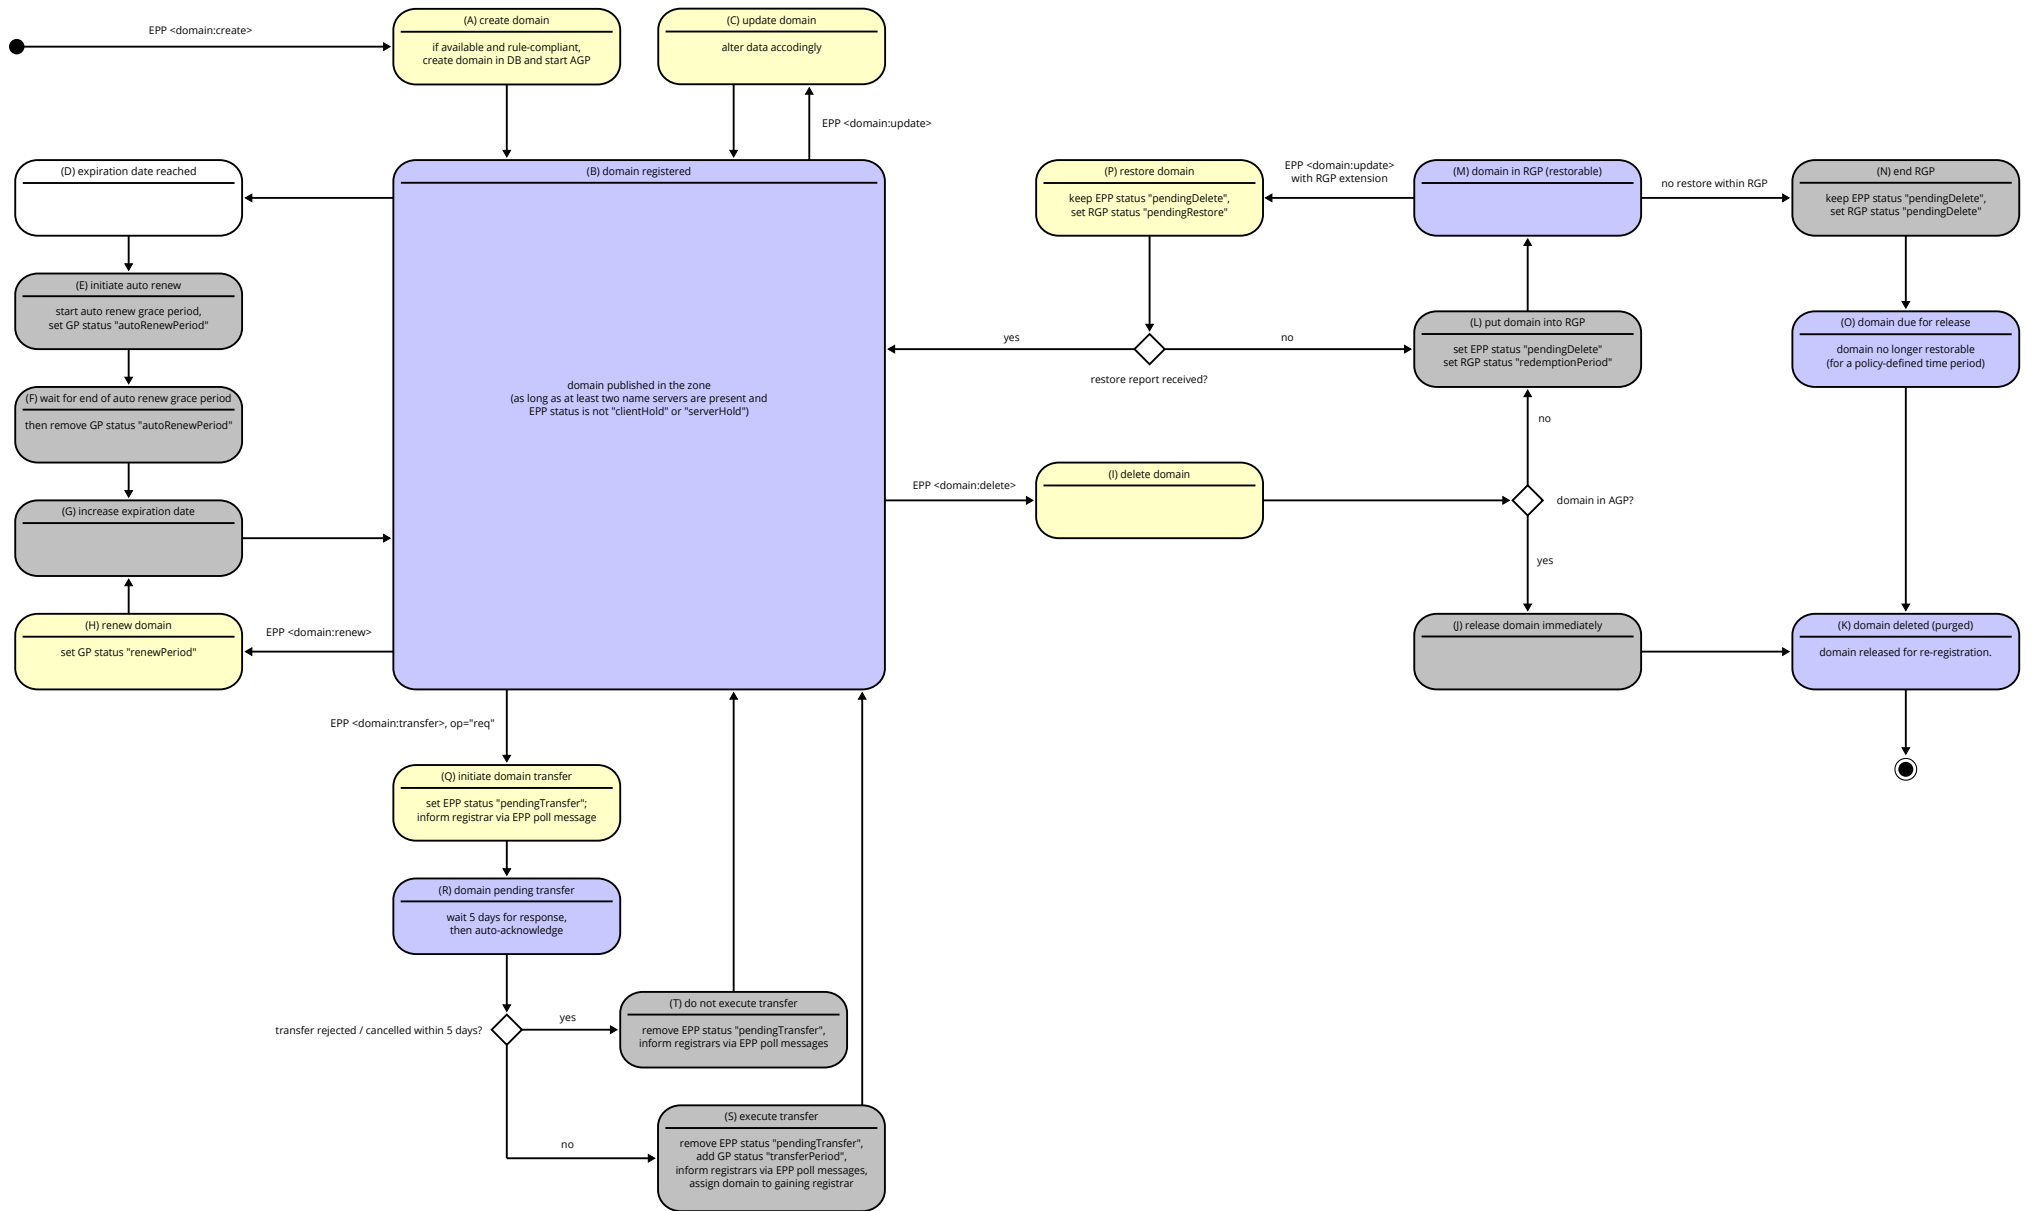 EPP <domain:create>
(A) create domain
if available and rule-compliant,
create domain in DB and start AGP
(C) update domain
alter data accodingly
EPP <domain:update>
(D) expiration date reached
(B) domain registered
domain published in the zone
(as long as at least two name servers are present and
EPP status is not "clientHold" or "serverHold")
(E) initiate auto renew
start auto renew grace period,
set GP status "autoRenewPeriod"
(F) wait for end of auto renew grace period
then remove GP status "autoRenewPeriod"
(G) increase expiration date
(H) renew domain
set GP status "renewPeriod"
EPP <domain:renew>
(P) restore domain
keep EPP status "pendingDelete",
set RGP status "pendingRestore"
EPP <domain:update>
with RGP extension
(M) domain in RGP (restorable)
no restore within RGP
(N) end RGP
keep EPP status "pendingDelete",
set RGP status "pendingDelete"
yes
no
restore report received?
(L) put domain into RGP
set EPP status "pendingDelete"
set RGP status "redemptionPeriod"
(O) domain due for release
domain no longer restorable
(for a policy-defined time period)
no
EPP <domain:delete>
(I) delete domain
domain in AGP?
yes
(J) release domain immediately
(K) domain deleted (purged)
domain released for re-registration.
EPP <domain:transfer>, op="req"
(Q) initiate domain transfer
set EPP status "pendingTransfer";
inform registrar via EPP poll message
(R) domain pending transfer
wait 5 days for response,
then auto-acknowledge
transfer rejected / cancelled within 5 days?
yes
(T) do not execute transfer
remove EPP status "pendingTransfer",
inform registrars via EPP poll messages
no
(S) execute transfer
remove EPP status "pendingTransfer",
add GP status "transferPeriod",
inform registrars via EPP poll messages,
assign domain to gaining registrar